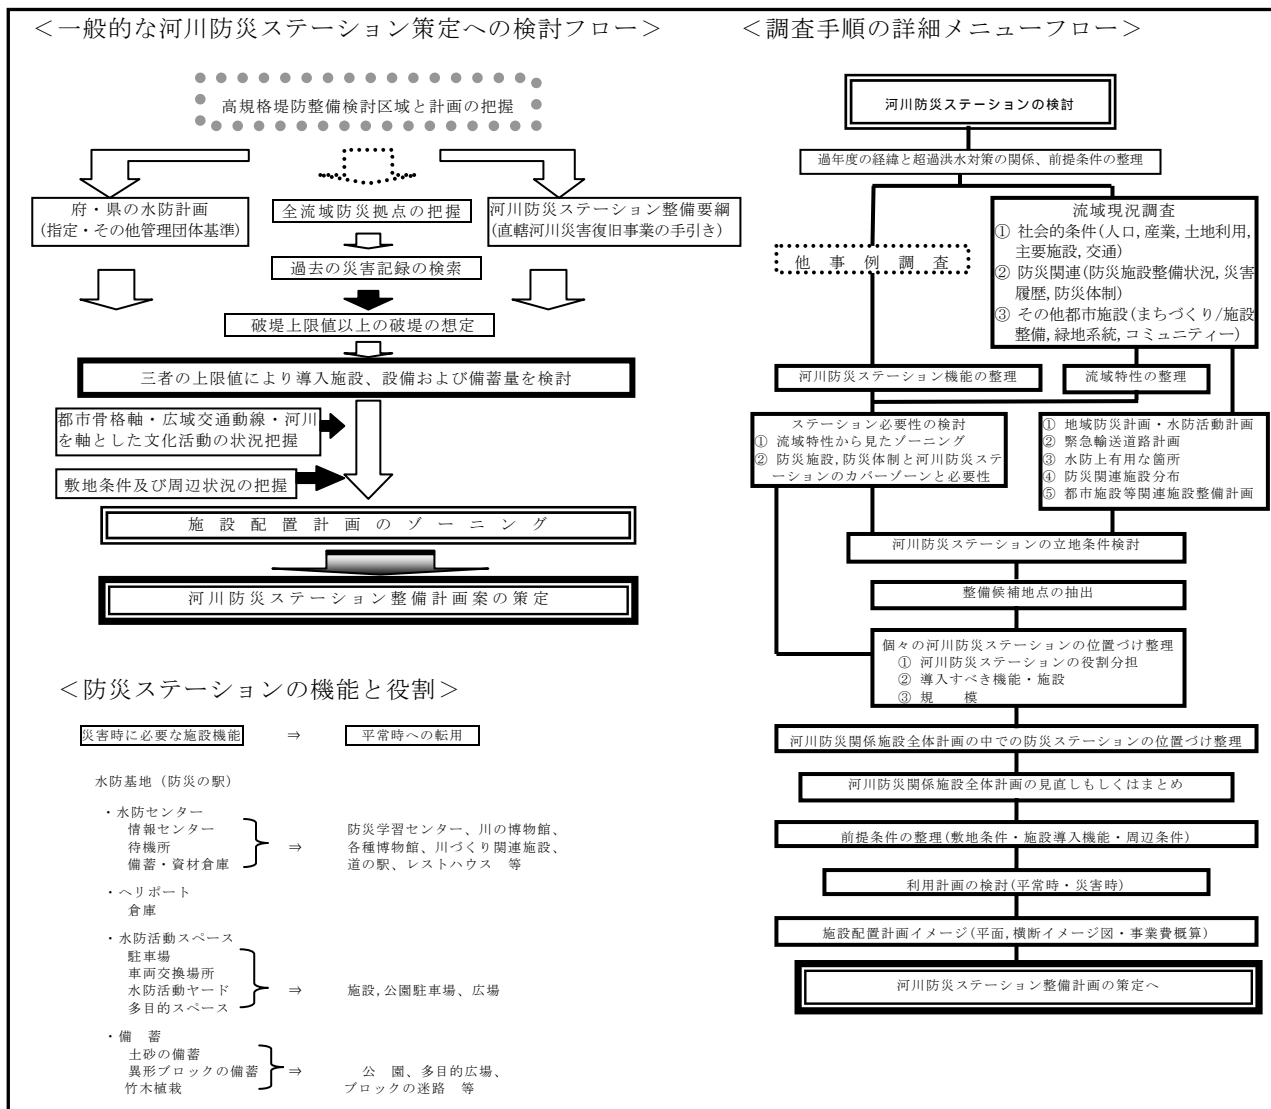 ＜一般的な河川防災ステーション策定への検討フロー＞
高規格堤防整備検討区域と計画の把握
府・県の水防計画
(指定・その他管理団体基準)
全流域防災拠点の把握
河川防災ステーション整備要綱
(直轄河川災害復旧事業の手引き)
過去の災害記録の検索
破堤上限値以上の破堤の想定
三者の上限値により導入施設、設備および備蓄量を検討
都市骨格軸・広域交通動線・河川
を軸とした文化活動の状況把握
敷地条件及び周辺状況の把握
施設配置計画のゾーニング
河川防災ステーション整備計画案の策定
＜防災ステーションの機能と役割＞
災害時に必要な施設機能 ⇒ 平常時への転用
水防基地（防災の駅）
・水防センター
情報センター
待機所
備蓄・資材倉庫
⇒
防災学習センター、川の博物館、
各種博物館、川づくり関連施設、
道の駅、レストハウス 等
・ヘリポート
倉庫
・水防活動スペース
駐車場
車両交換場所
水防活動ヤード
多目的スペース
⇒ 施設,公園駐車場、広場
・備 蓄
土砂の備蓄
異形ブロックの備蓄
竹木植栽
⇒
公 園、多目的広場、
ブロックの迷路 等
＜調査手順の詳細メニューフロー＞
河川防災ステーションの検討
過年度の経緯と超過洪水対策の関係、前提条件の整理
他事例調査
流域現況調査
① 社会的条件(人口,産業,土地利用,
主要施設,交通)
② 防災関連(防災施設整備状況,災害
履歴,防災体制)
③ その他都市施設(まちづくり/施設
整備,緑地系統,コミュニティー)
河川防災ステーション機能の整理
流域特性の整理
ステーション必要性の検討
① 流域特性から見たゾーニング
② 防災施設,防災体制と河川防災ステ
ーションのカバーゾーンと必要性
① 地域防災計画・水防活動計画
② 緊急輸送道路計画
③ 水防上有用な箇所
④ 防災関連施設分布
⑤ 都市施設等関連施設整備計画
河川防災ステーションの立地条件検討
整備候補地点の抽出
個々の河川防災ステーションの位置づけ整理
① 河川防災ステーションの役割分担
② 導入すべき機能・施設
③ 規 模
河川防災関係施設全体計画の中での防災ステーションの位置づけ整理
河川防災関係施設全体計画の見直しもしくはまとめ
前提条件の整理(敷地条件・施設導入機能・周辺条件)
利用計画の検討(平常時・災害時)
施設配置計画イメージ(平面,横断イメージ図・事業費概算)
河川防災ステーション整備計画の策定へ